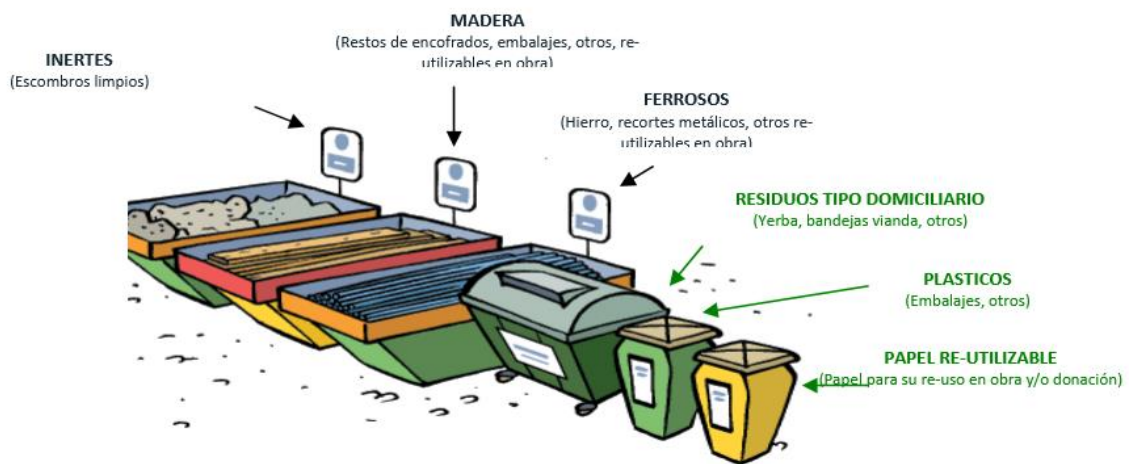 MADERA
(Restos de encofrados, embalajes, otros, re-
utilizables en obra)
INERTES
(Escombros limpios)
FERROSOS
(Hierro, recortes metálicos, otros re-
utilizables en obra)
RESIDUOS TIPO DOMICILIARIO
(Yerba, bandejas vianda, otros)
PLASTICOS
(Embalajes, otros)
PAPEL RE-UTILIZABLE
(Papel para su re-uso en obra y/o donación)